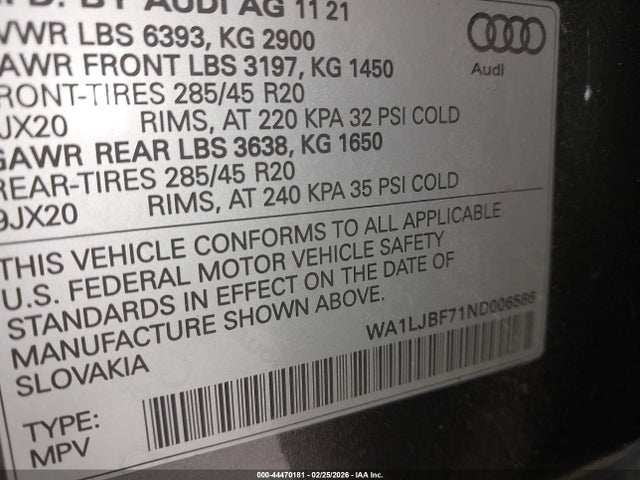 MFD. BY AUDI AG 11 21
VWR LBS 6393, KG 2900
Audi
AWR FRONT LBS 3197, KG 1450
RONT-TIRES 285/45 R20
JX20 RIMS, AT 220 KPA 32 PSI COLD
GAWR REAR LBS 3638, KG 1650
REAR-TIRES 285/45 R20
9JX20 RIMS, AT 240 KPA 35 PSI COLD
THIS VEHICLE CONFORMS TO ALL APPLICABLE
U.S. FEDERAL MOTOR VEHICLE SAFETY
STANDARDS IN EFFECT ON THE DATE OF
MANUFACTURE SHOWN ABOVE.
SLOVAKIA
WA1LJBF71ND006586
TYPE:
MPV
000-44470181 - 02/25/2026 - IAA Inc.